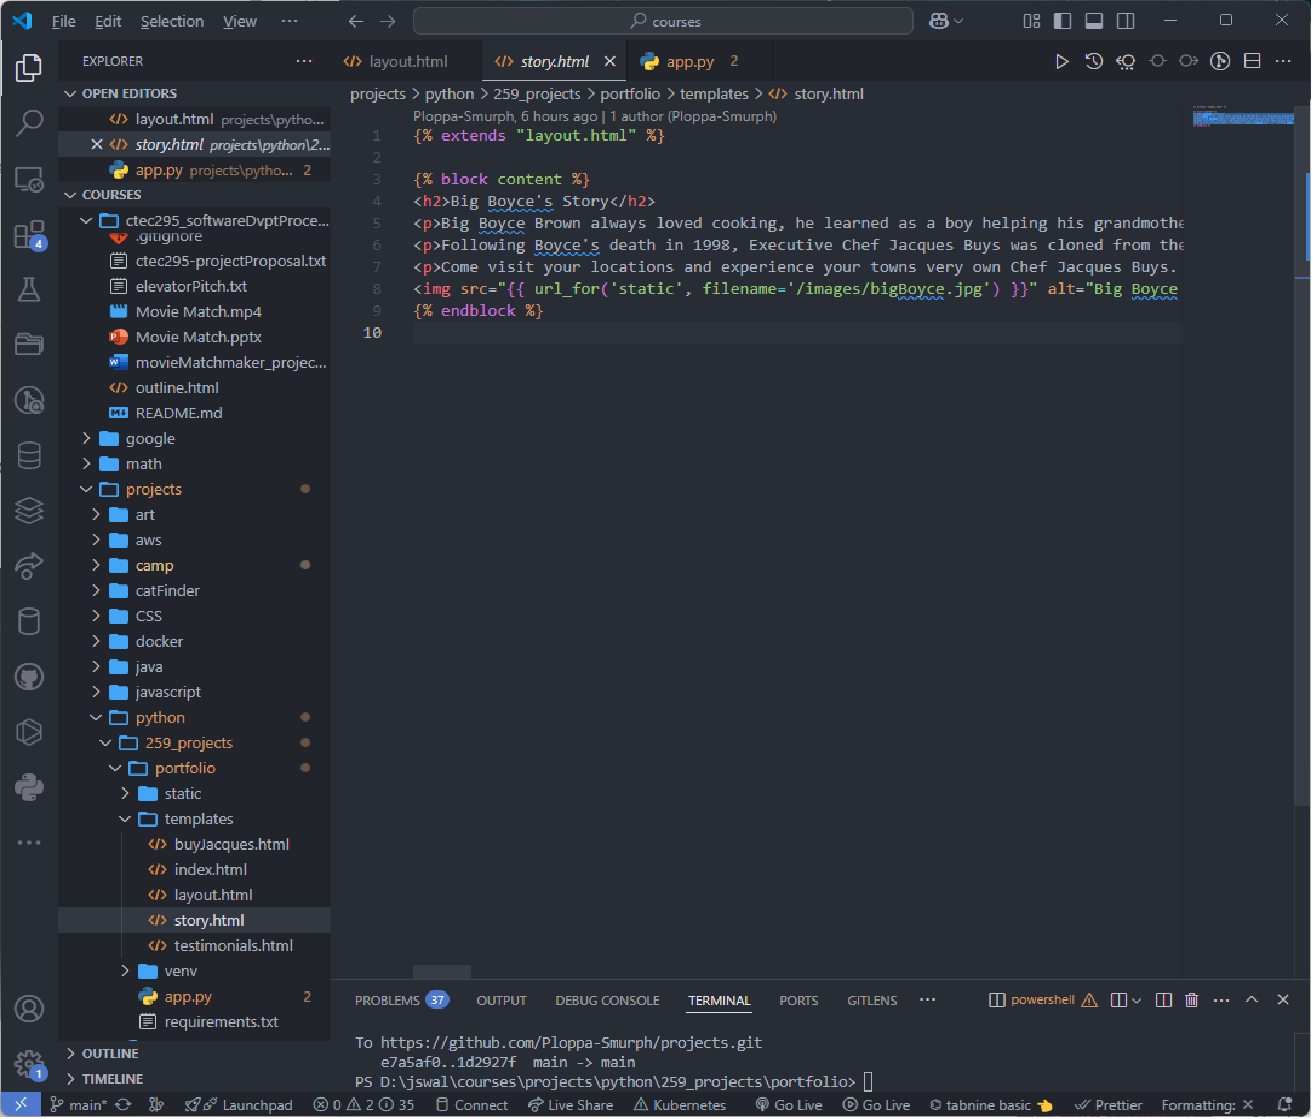 File Edit Selection View ··· courses
EXPLORER ···
OPEN EDITORS
layout.html projects\pytho...
story.html projects\python\2...
app.py projects\pytho... 2
COURSES
ctec295_softwareDvptProce...
.gitignore
ctec295-projectProposal.txt
elevatorPitch.txt
Movie Match.mp4
Movie Match.pptx
movieMatchmaker_projec...
outline.html
README.md
google
math
projects
art
aws
camp
catFinder
CSS
docker
java
javascript
python
259_projects
portfolio
static
templates
buyJacques.html
index.html
layout.html
story.html
testimonials.html
venv
app.py 2
requirements.txt
OUTLINE
TIMELINE
4
1
layout.html story.html app.py 2
projects > python > 259_projects > portfolio > templates > story.html
Ploppa-Smurph, 6 hours ago | 1 author (Ploppa-Smurph)
1 {% extends "layout.html" %}
2
3 {% block content %}
4 <h2>Big Boyce's Story</h2>
5 <p>Big Boyce Brown always loved cooking, he learned as a boy helping his grandmothe
6 <p>Following Boyce's death in 1998, Executive Chef Jacques Buys was cloned from the
7 <p>Come visit your locations and experience your towns very own Chef Jacques Buys.
8 <img src="{{ url_for('static', filename='/images/bigBoyce.jpg') }}" alt="Big Boyce
9 {% endblock %}
10
PROBLEMS 37 OUTPUT DEBUG CONSOLE TERMINAL PORTS GITLENS ··· powershell ···
To https://github.com/Ploppa-Smurph/projects.git
e7a5af0..1d2927f main -> main
PS D:\jswal\courses\projects\python\259_projects\portfolio>
main* Launchpad 0 2 35 Connect Live Share Kubernetes Go Live Go Live tabnine basic Prettier Formatting: ×